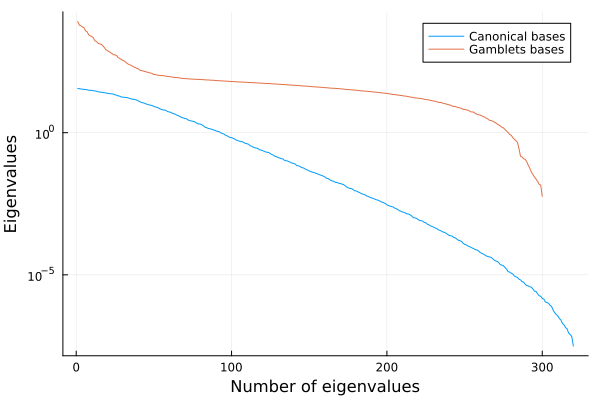 Canonical bases
Gamblets bases
Eigenvalues
10^0
10^-5
0 100 200 300
Number of eigenvalues